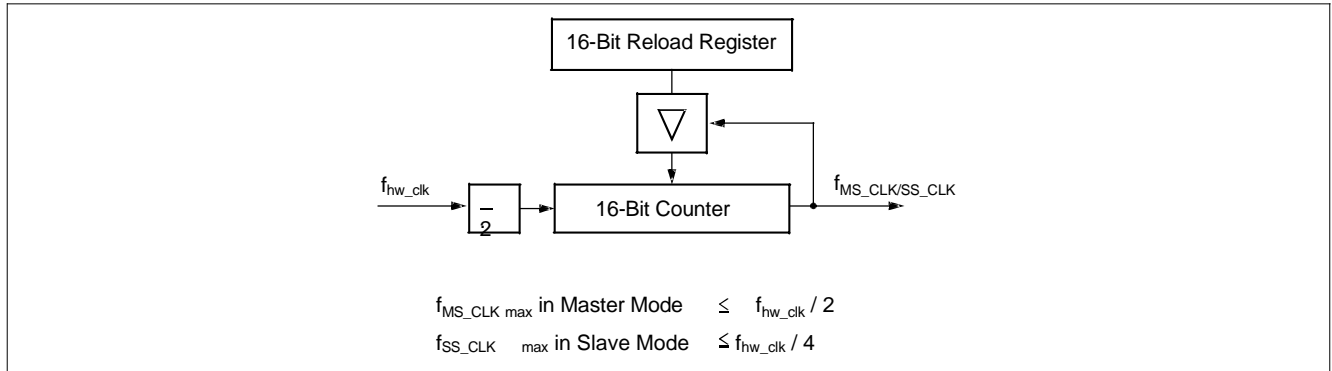 16-Bit Reload Register
f_hw_clk
—
2
16-Bit Counter
f_MS_CLK/SS_CLK
f_MS_CLK max in Master Mode ≤ f_hw_clk / 2
f_SS_CLK max in Slave Mode ≤ f_hw_clk / 4